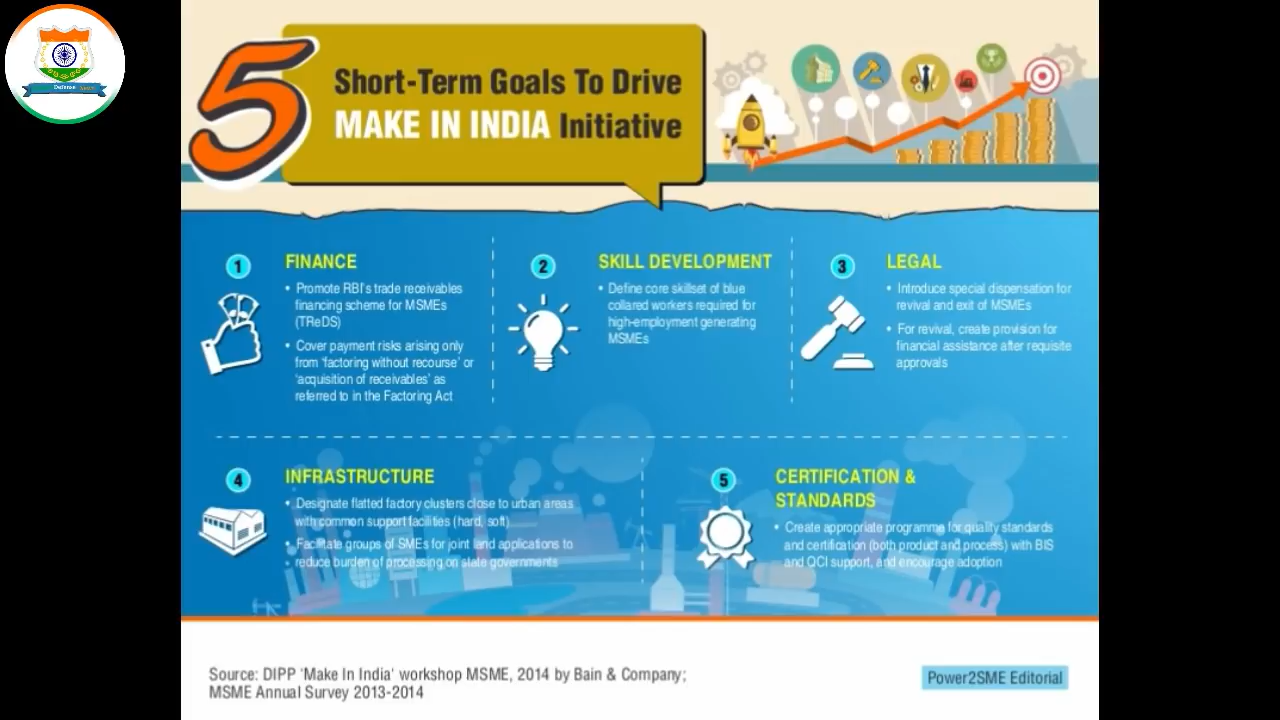 5
Short-Term Goals To Drive
MAKE IN INDIA Initiative
1
FINANCE
• Promote RBI's trade receivables
financing scheme for MSMEs
(TReDS)
• Cover payment risks arising only
from 'factoring without recourse' or
'acquisition of receivables' as
referred to in the Factoring Act
2
SKILL DEVELOPMENT
• Define core skillset of blue
collared workers required for
high-employment generating
MSMEs
3
LEGAL
• Introduce special dispensation for
revival and exit of MSMEs
• For revival, create provision for
financial assistance after requisite
approvals
4
INFRASTRUCTURE
• Designate flatted factory clusters close to urban areas
with common support facilities (hard, soft)
• Facilitate groups of SMEs for joint land applications to
• reduce burden of processing on state governments
5
CERTIFICATION &
STANDARDS
• Create appropriate programme for quality standards
and certification (both product and process) with BIS
and QCI support, and encourage adoption
Source: DIPP 'Make In India' workshop MSME, 2014 by Bain & Company;
MSME Annual Survey 2013-2014
Power2SME Editorial
Defense